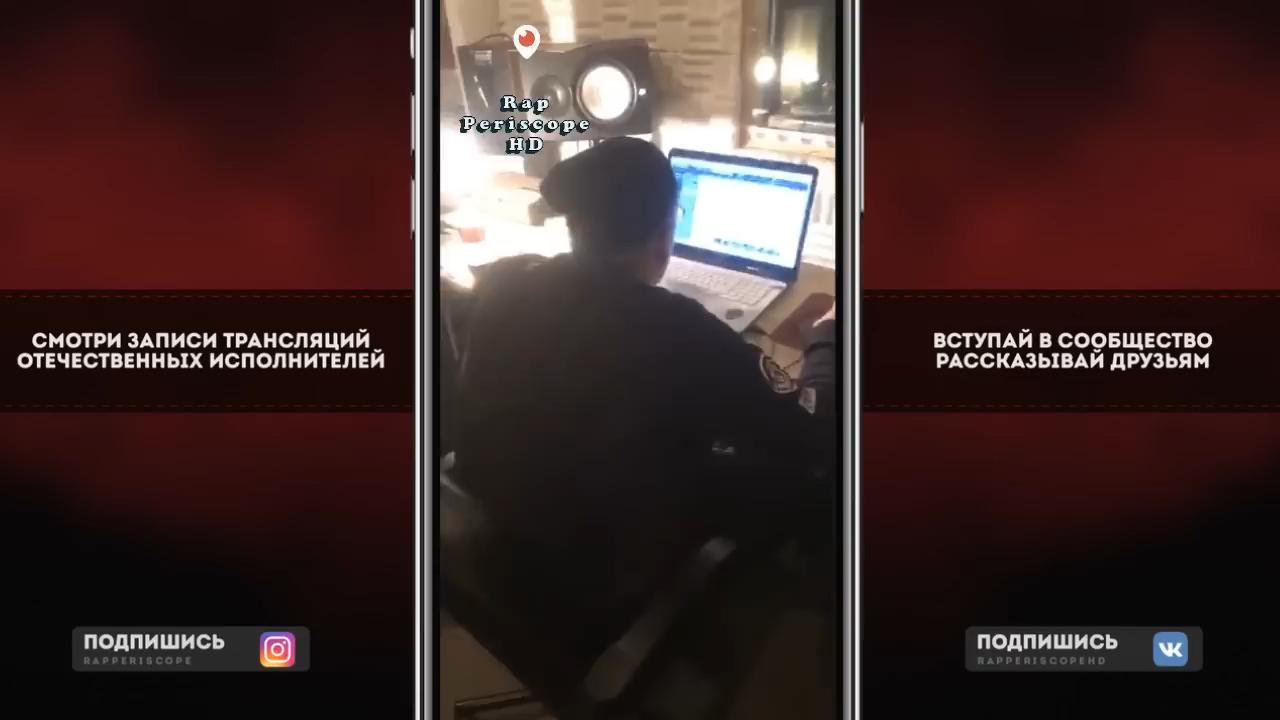 Rap
Periscope
HD
СМОТРИ ЗАПИСИ ТРАНСЛЯЦИЙ
ОТЕЧЕСТВЕННЫХ ИСПОЛНИТЕЛЕЙ
ВСТУПАЙ В СООБЩЕСТВО
РАССКАЗЫВАЙ ДРУЗЬЯМ
ПОДПИШИСЬ
RAPPERISCOPE
ПОДПИШИСЬ
RAPPERISCOPEHD